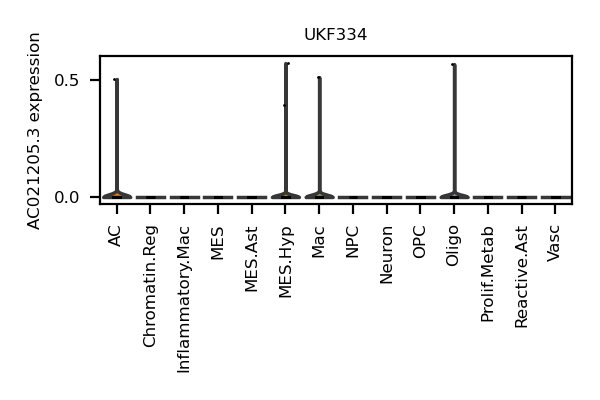 UKF334
AC021205.3 expression
0.5
0.0
AC
Chromatin.Reg
Inflammatory.Mac
MES
MES.Ast
MES.Hyp
Mac
NPC
Neuron
OPC
Oligo
Prolif.Metab
Reactive.Ast
Vasc